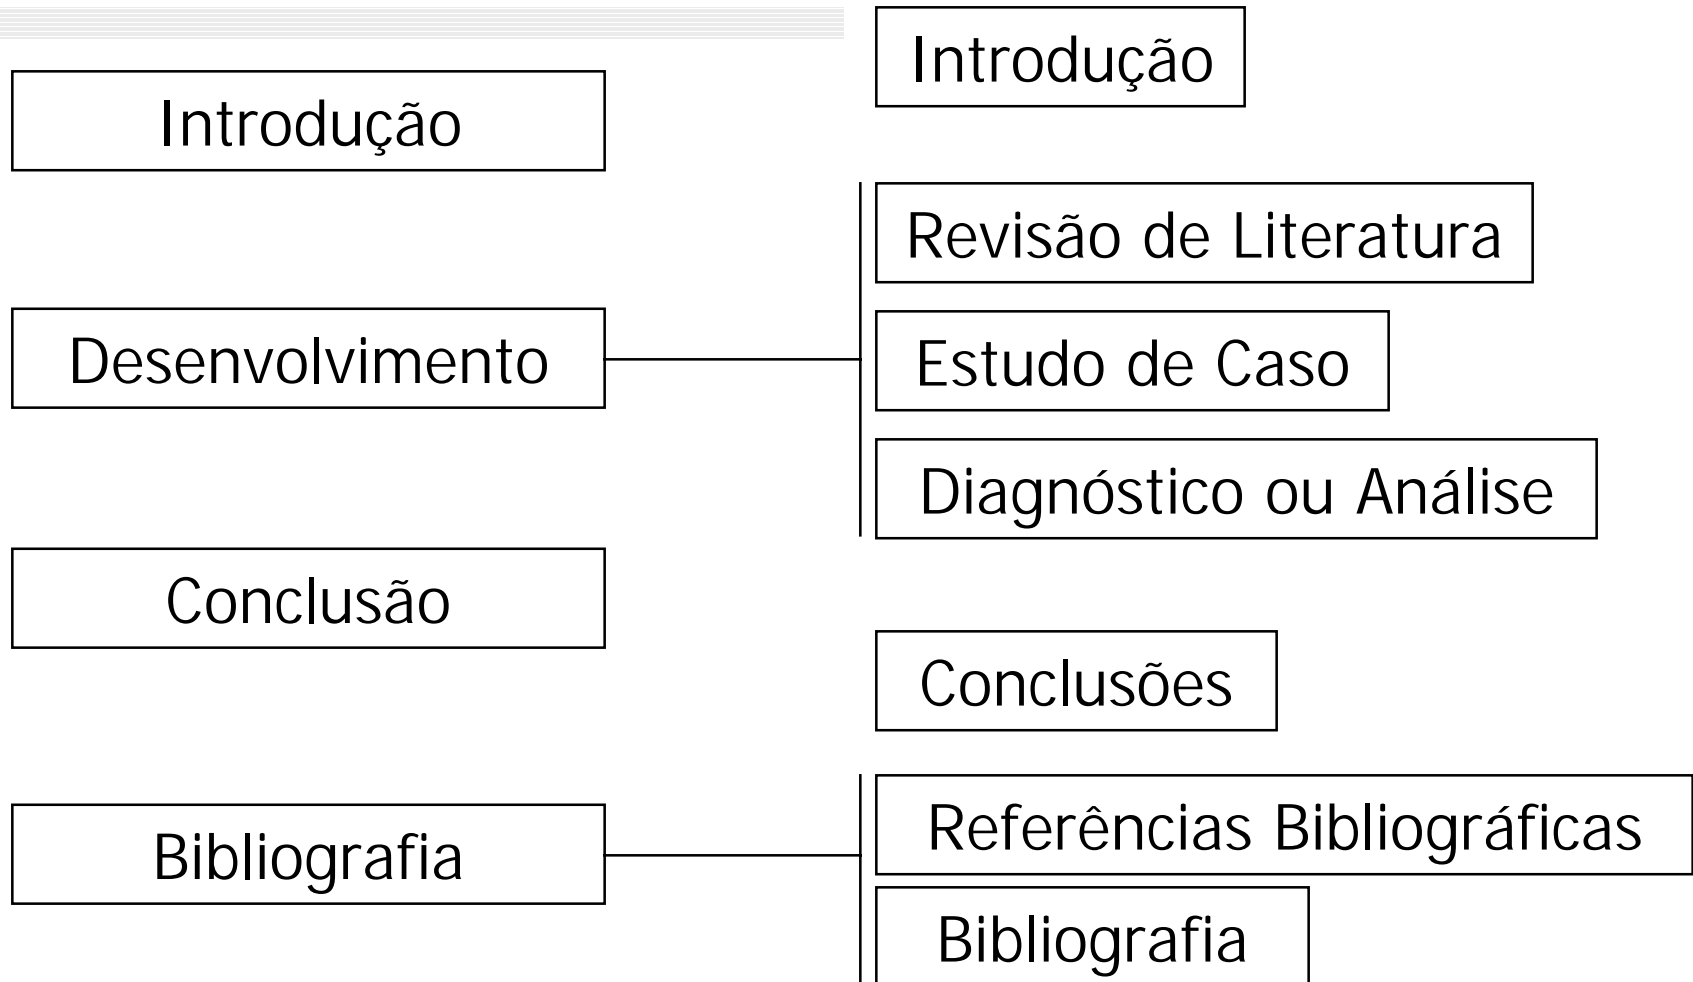 Introdução
Desenvolvimento
Conclusão
Bibliografia
Introdução
Revisão de Literatura
Estudo de Caso
Diagnóstico ou Análise
Conclusões
Referências Bibliográficas
Bibliografia